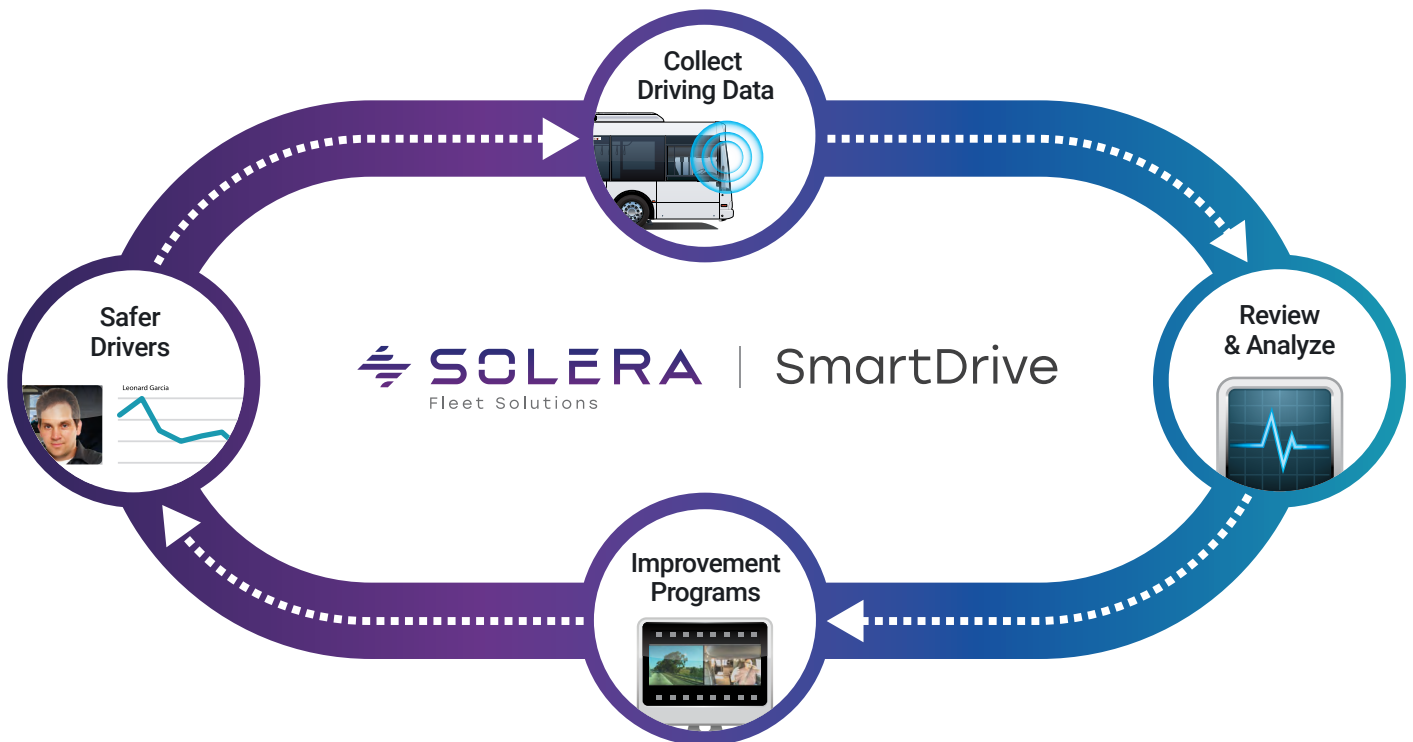 Collect
Driving Data
Safer
Drivers
Leonard Garcia
SOLERA | SmartDrive
Fleet Solutions
Review
& Analyze
Improvement
Programs